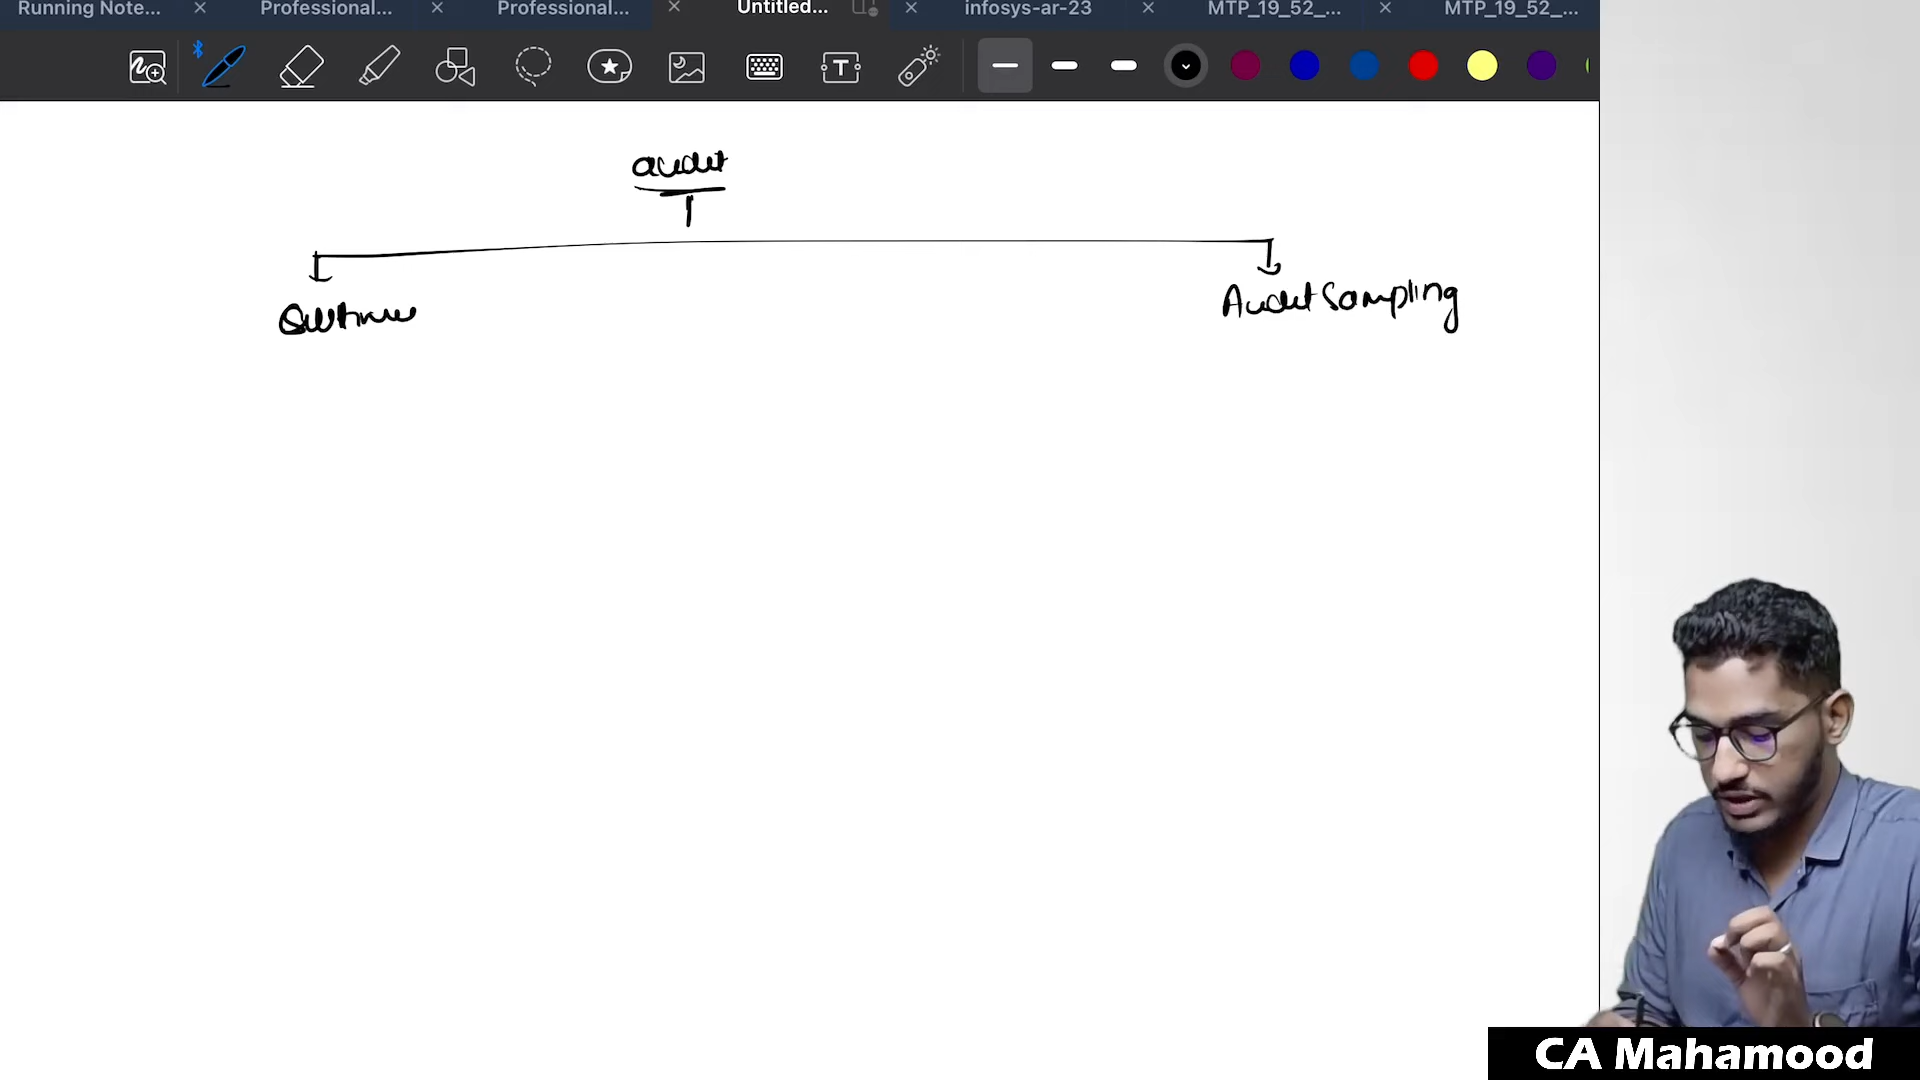 Running Note...
Professional...
Professional...
Untitled...
infosys-ar-23
MTP_19_52_...
MTP_19_52_...
T
audit
Audit Sampling
CA Mahamood